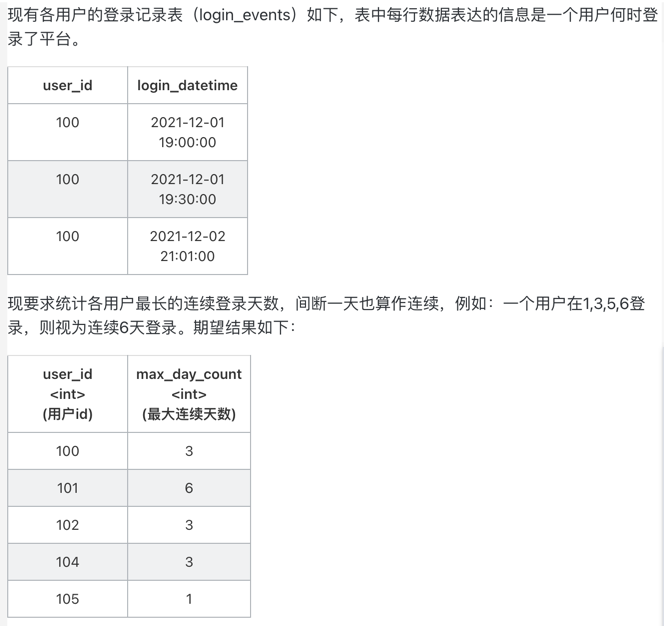 现有各用户的登录记录表（login_events）如下，表中每行数据表达的信息是一个用户何时登
录了平台。
user_id login_datetime
100 2021-12-01
19:00:00
100 2021-12-01
19:30:00
100 2021-12-02
21:01:00
现要求统计各用户最长的连续登录天数，间断一天也算作连续，例如：一个用户在1,3,5,6登
录，则视为连续6天登录。期望结果如下：
user_id max_day_count
<int> <int>
(用户id) (最大连续天数)
100 3
101 6
102 3
104 3
105 1